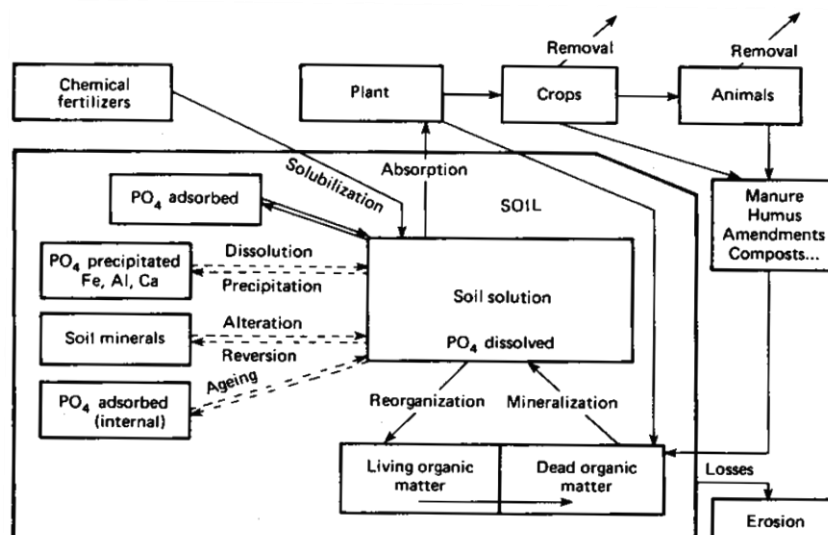 Removal
Removal
Chemical
fertilizers
Plant
Crops
Animals
Solubilization
Absorption
SOIL
PO4 adsorbed
Manure
Humus
Amendments
Composts...
Dissolution
PO4 precipitated
Fe, Al, Ca
Precipitation
Soil solution
Alteration
Soil minerals
PO4 dissolved
Reversion
Ageing
PO4 adsorbed
(internal)
Reorganization
Mineralization
Living organic
matter
Dead organic
matter
Losses
Erosion